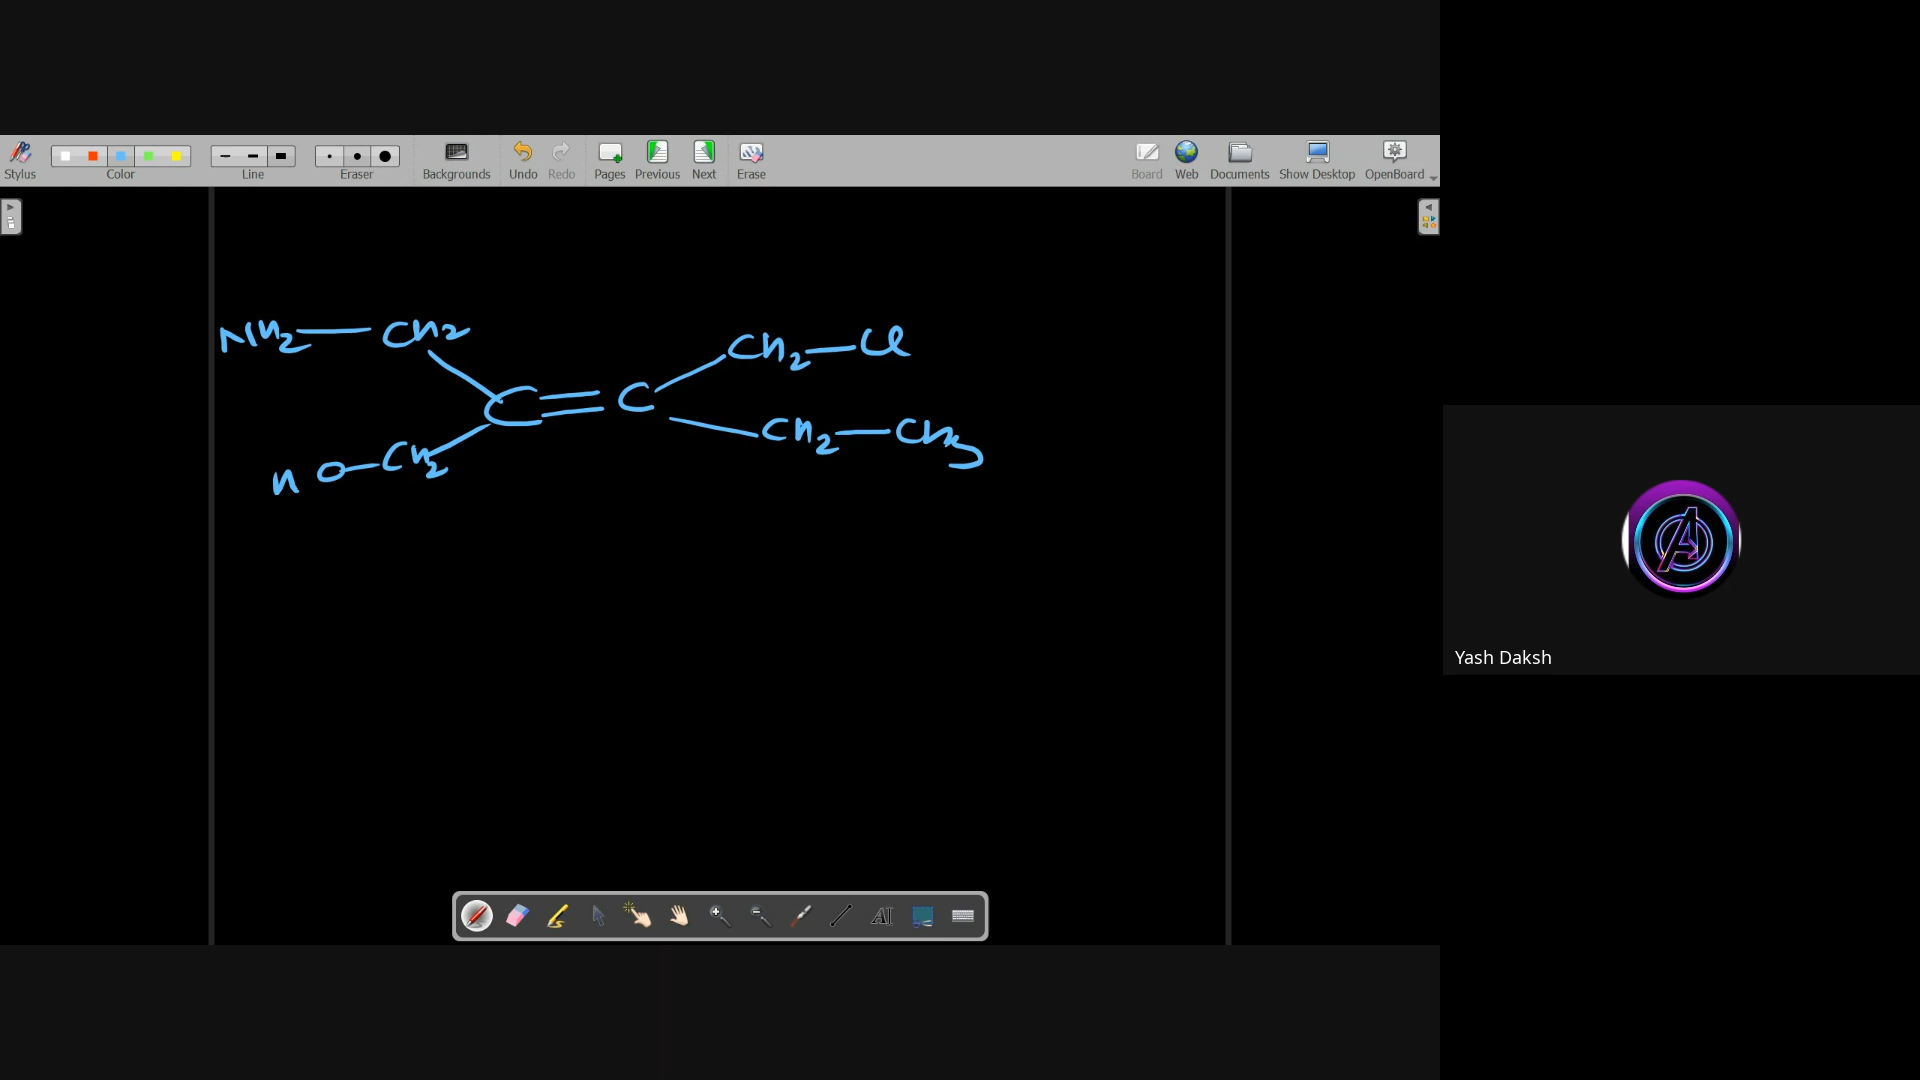 Stylus Color Line Eraser Backgrounds Undo Redo Pages Previous Next Erase Board Web Documents Show Desktop OpenBoard
NH2—CH2
CH2—Cl
C=C
CH2—CH3
HO—CH2
Yash Daksh